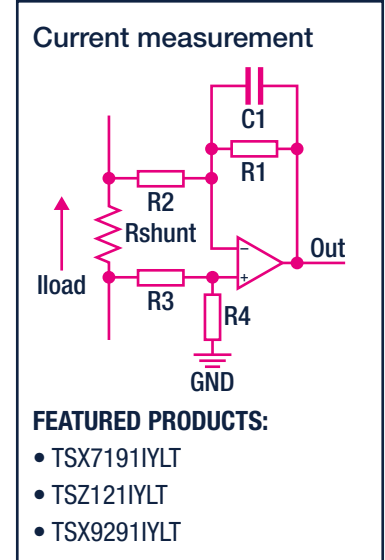 Current measurement
C1
R1
R2
Rshunt
Iload
R3
R4
−
+
Out
GND
FEATURED PRODUCTS:
• TSX7191IYLT
• TSZ121IYLT
• TSX9291IYLT